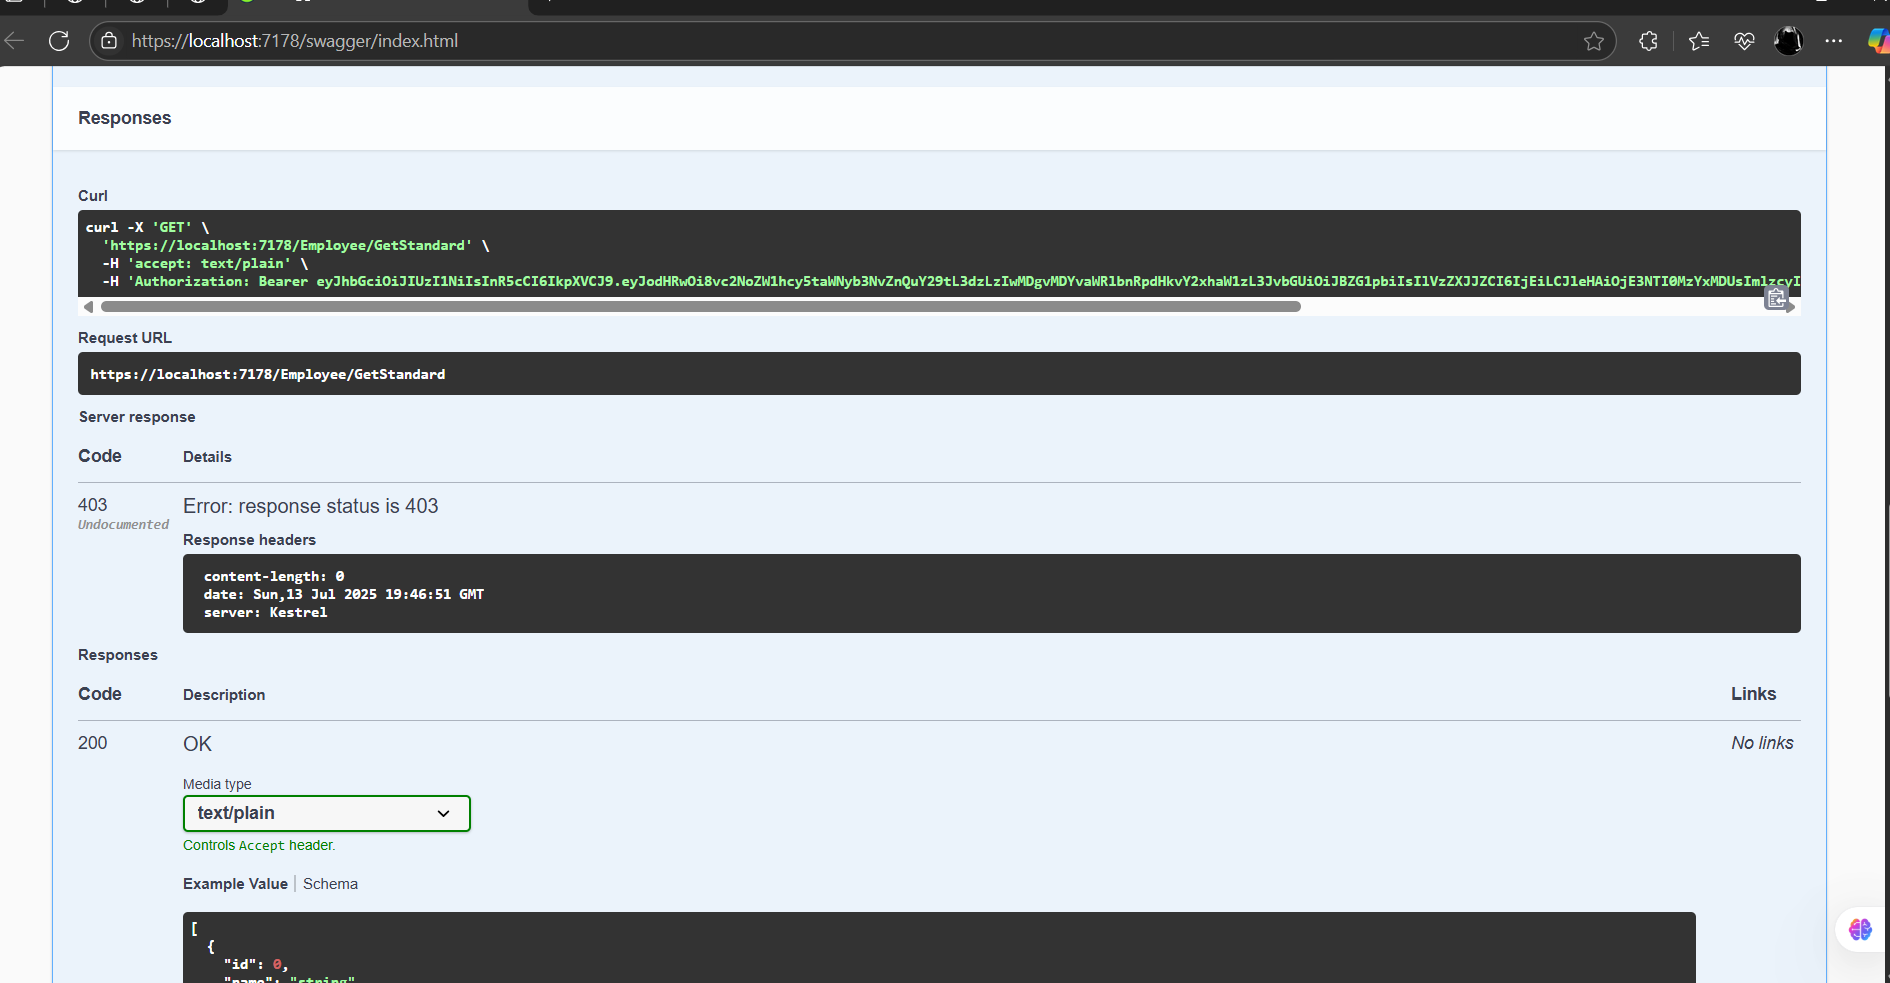 https://localhost:7178/swagger/index.html
Responses
Curl
curl -X 'GET' \
'https://localhost:7178/Employee/GetStandard' \
-H 'accept: text/plain' \
-H 'Authorization: Bearer eyJhbGciOiJIUzI1NiIsInR5cCI6IkpXVCJ9.eyJodHRwOi8vc2NoZW1hcy5taWNyb3NvZnQuY29tL3dzLzIwMDgvMDYvaWRlbnRpdHkvY2xhaW1zL3JvbGUiOiJBZG1pbiIsIlVzZXJJZCI6IjEiLCJleHAiOjE3NTI0MzYxMDUsImlzcyI
Request URL
https://localhost:7178/Employee/GetStandard
Server response
Code Details
403 Error: response status is 403
Undocumented
Response headers
content-length: 0
date: Sun,13 Jul 2025 19:46:51 GMT
server: Kestrel
Responses
Code Description Links
200 OK No links
Media type
text/plain
Controls Accept header.
Example Value Schema
[
{
"id": 0,
"name": "string"